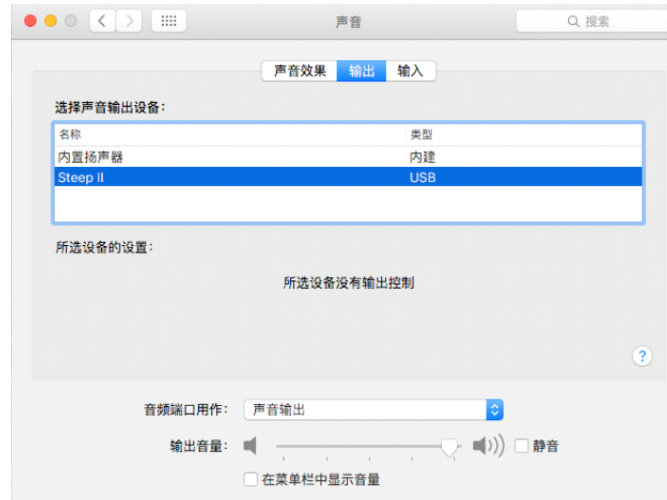 声音
搜索
声音效果 输出 输入
选择声音输出设备：
名称 类型
内置扬声器 内建
Steep II USB
所选设备的设置：
所选设备没有输出控制
?
音频端口用作： 声音输出
输出音量： 静音
在菜单栏中显示音量